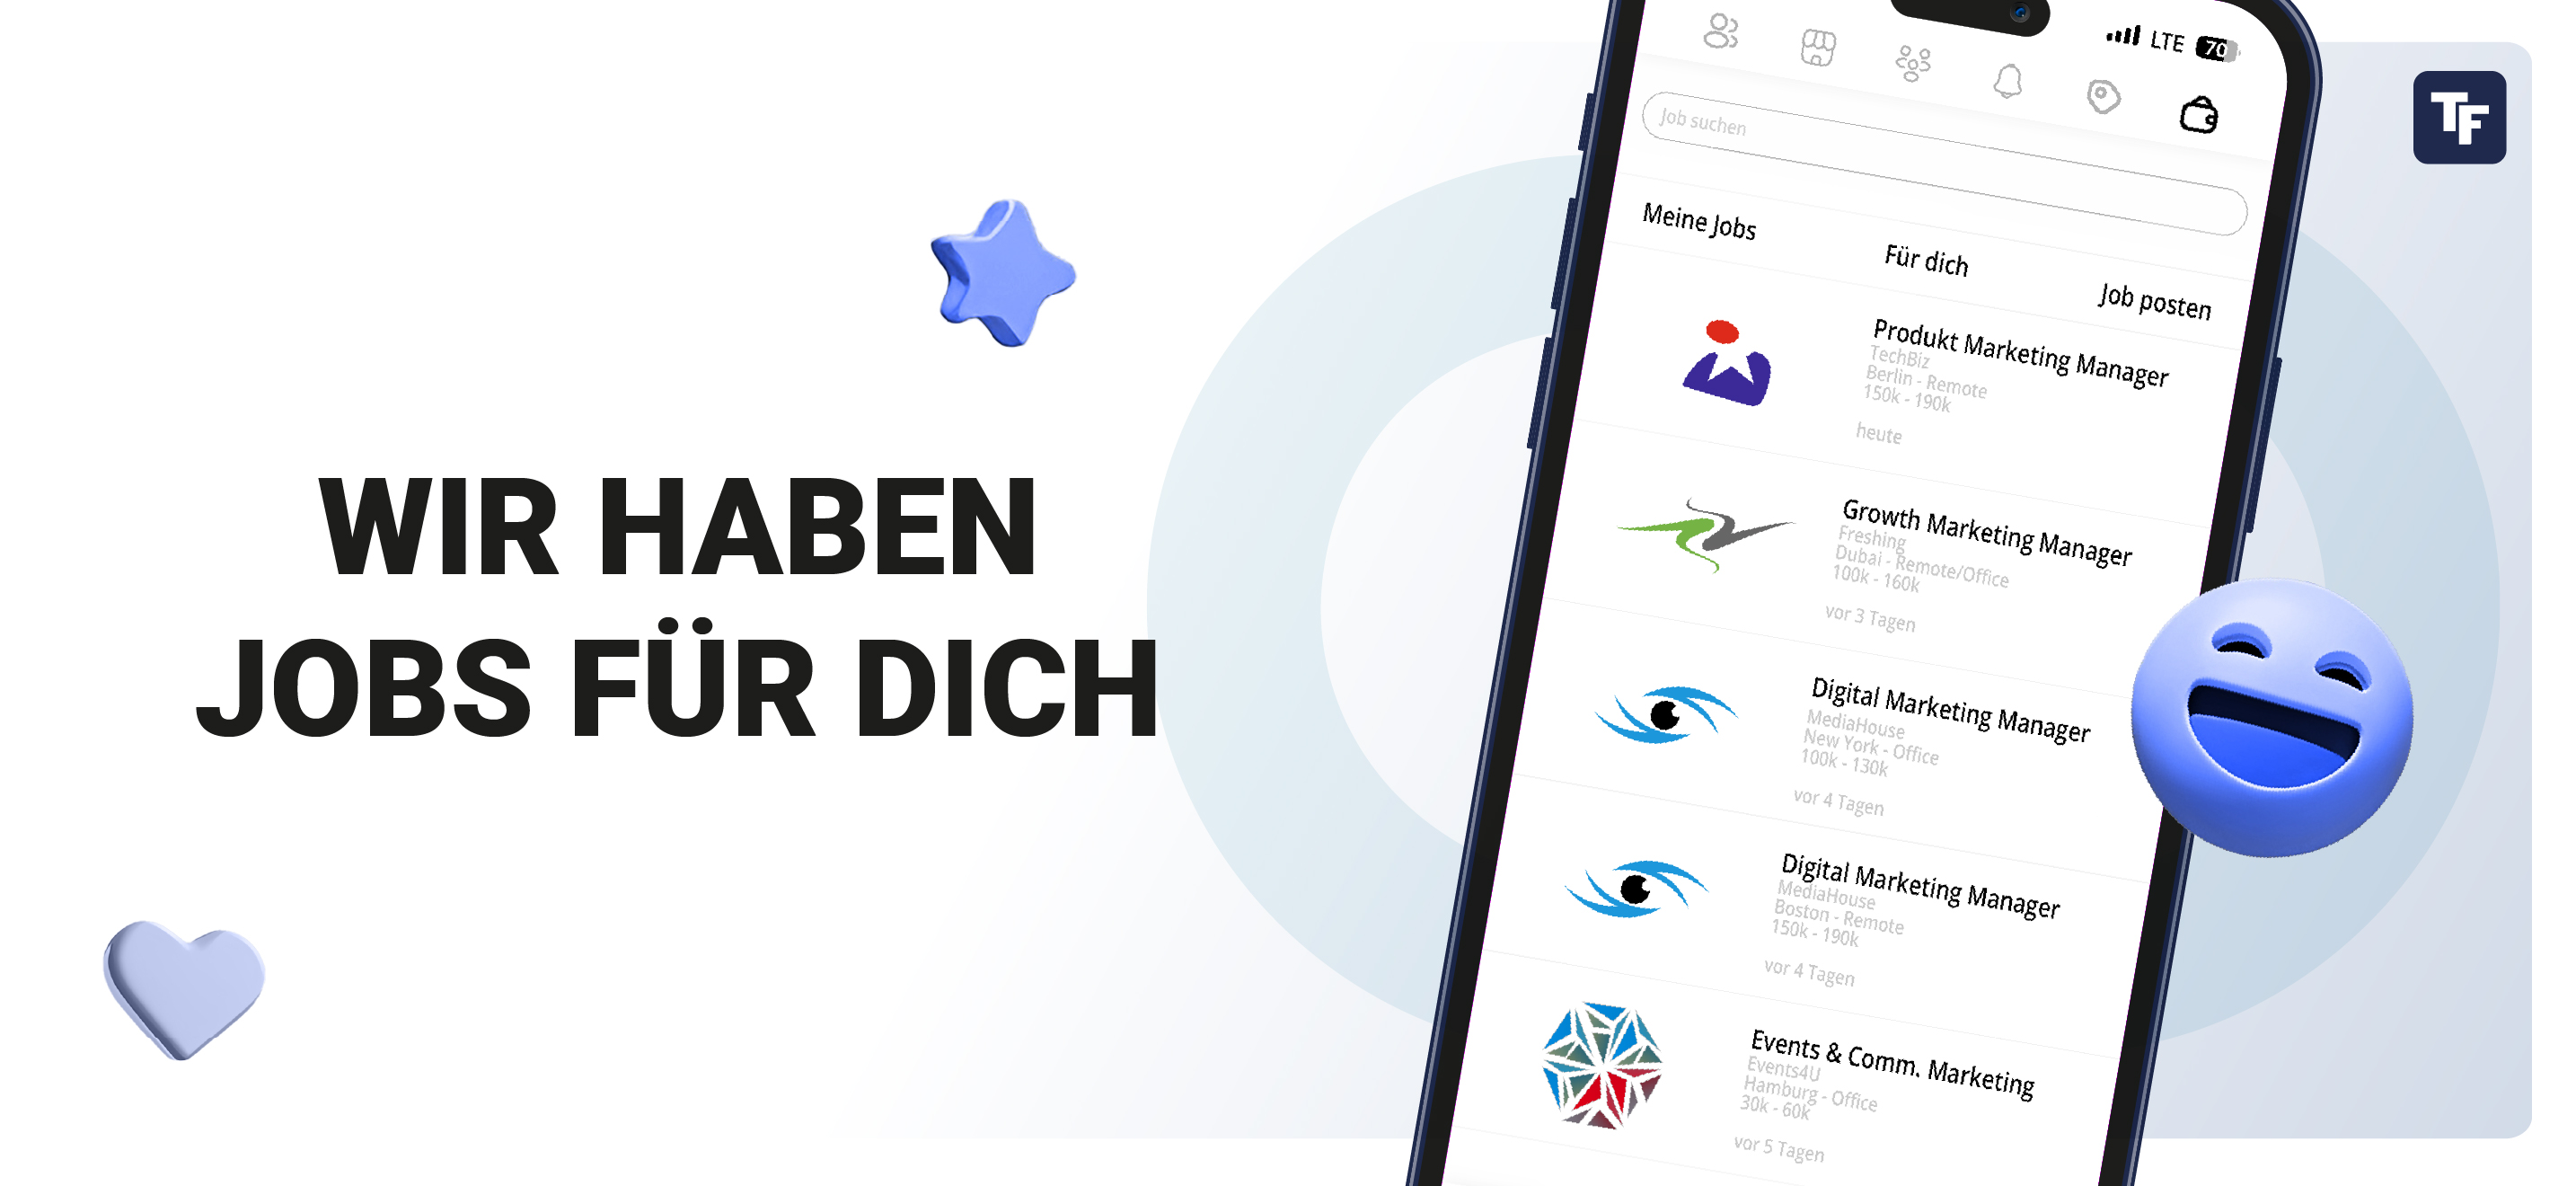 WIR HABEN
JOBS FÜR DICH
LTE 70
TF
Job suchen
Meine Jobs
Für dich
Job posten
Produkt Marketing Manager
TechBiz
Berlin - Remote
150k - 190k
heute
Growth Marketing Manager
Freshing
Dubai - Remote/Office
100k - 160k
vor 3 Tagen
Digital Marketing Manager
MediaHouse
New York - Office
100k - 130k
vor 4 Tagen
Digital Marketing Manager
MediaHouse
Boston - Remote
150k - 190k
vor 4 Tagen
Events & Comm. Marketing
Events4U
Hamburg - Office
30k - 60k
vor 5 Tagen